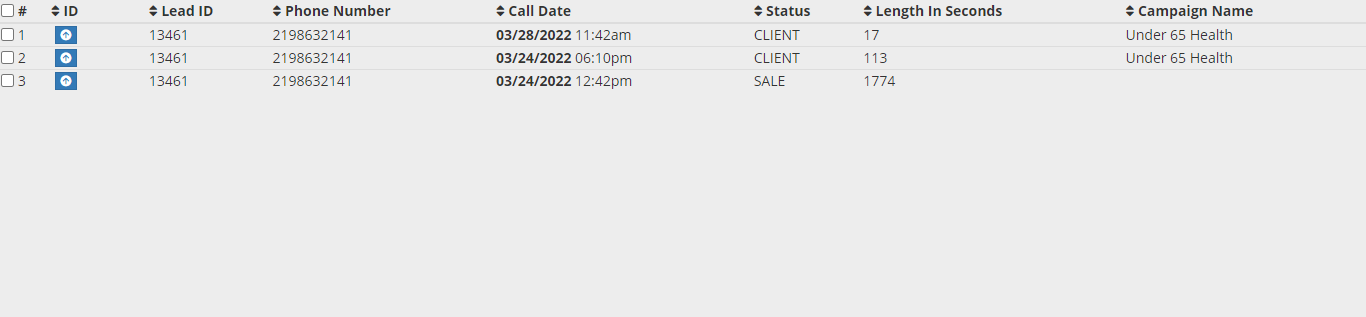 # ID Lead ID Phone Number Call Date Status Length In Seconds Campaign Name
1 13461 2198632141 03/28/2022 11:42am CLIENT 17 Under 65 Health
2 13461 2198632141 03/24/2022 06:10pm CLIENT 113 Under 65 Health
3 13461 2198632141 03/24/2022 12:42pm SALE 1774